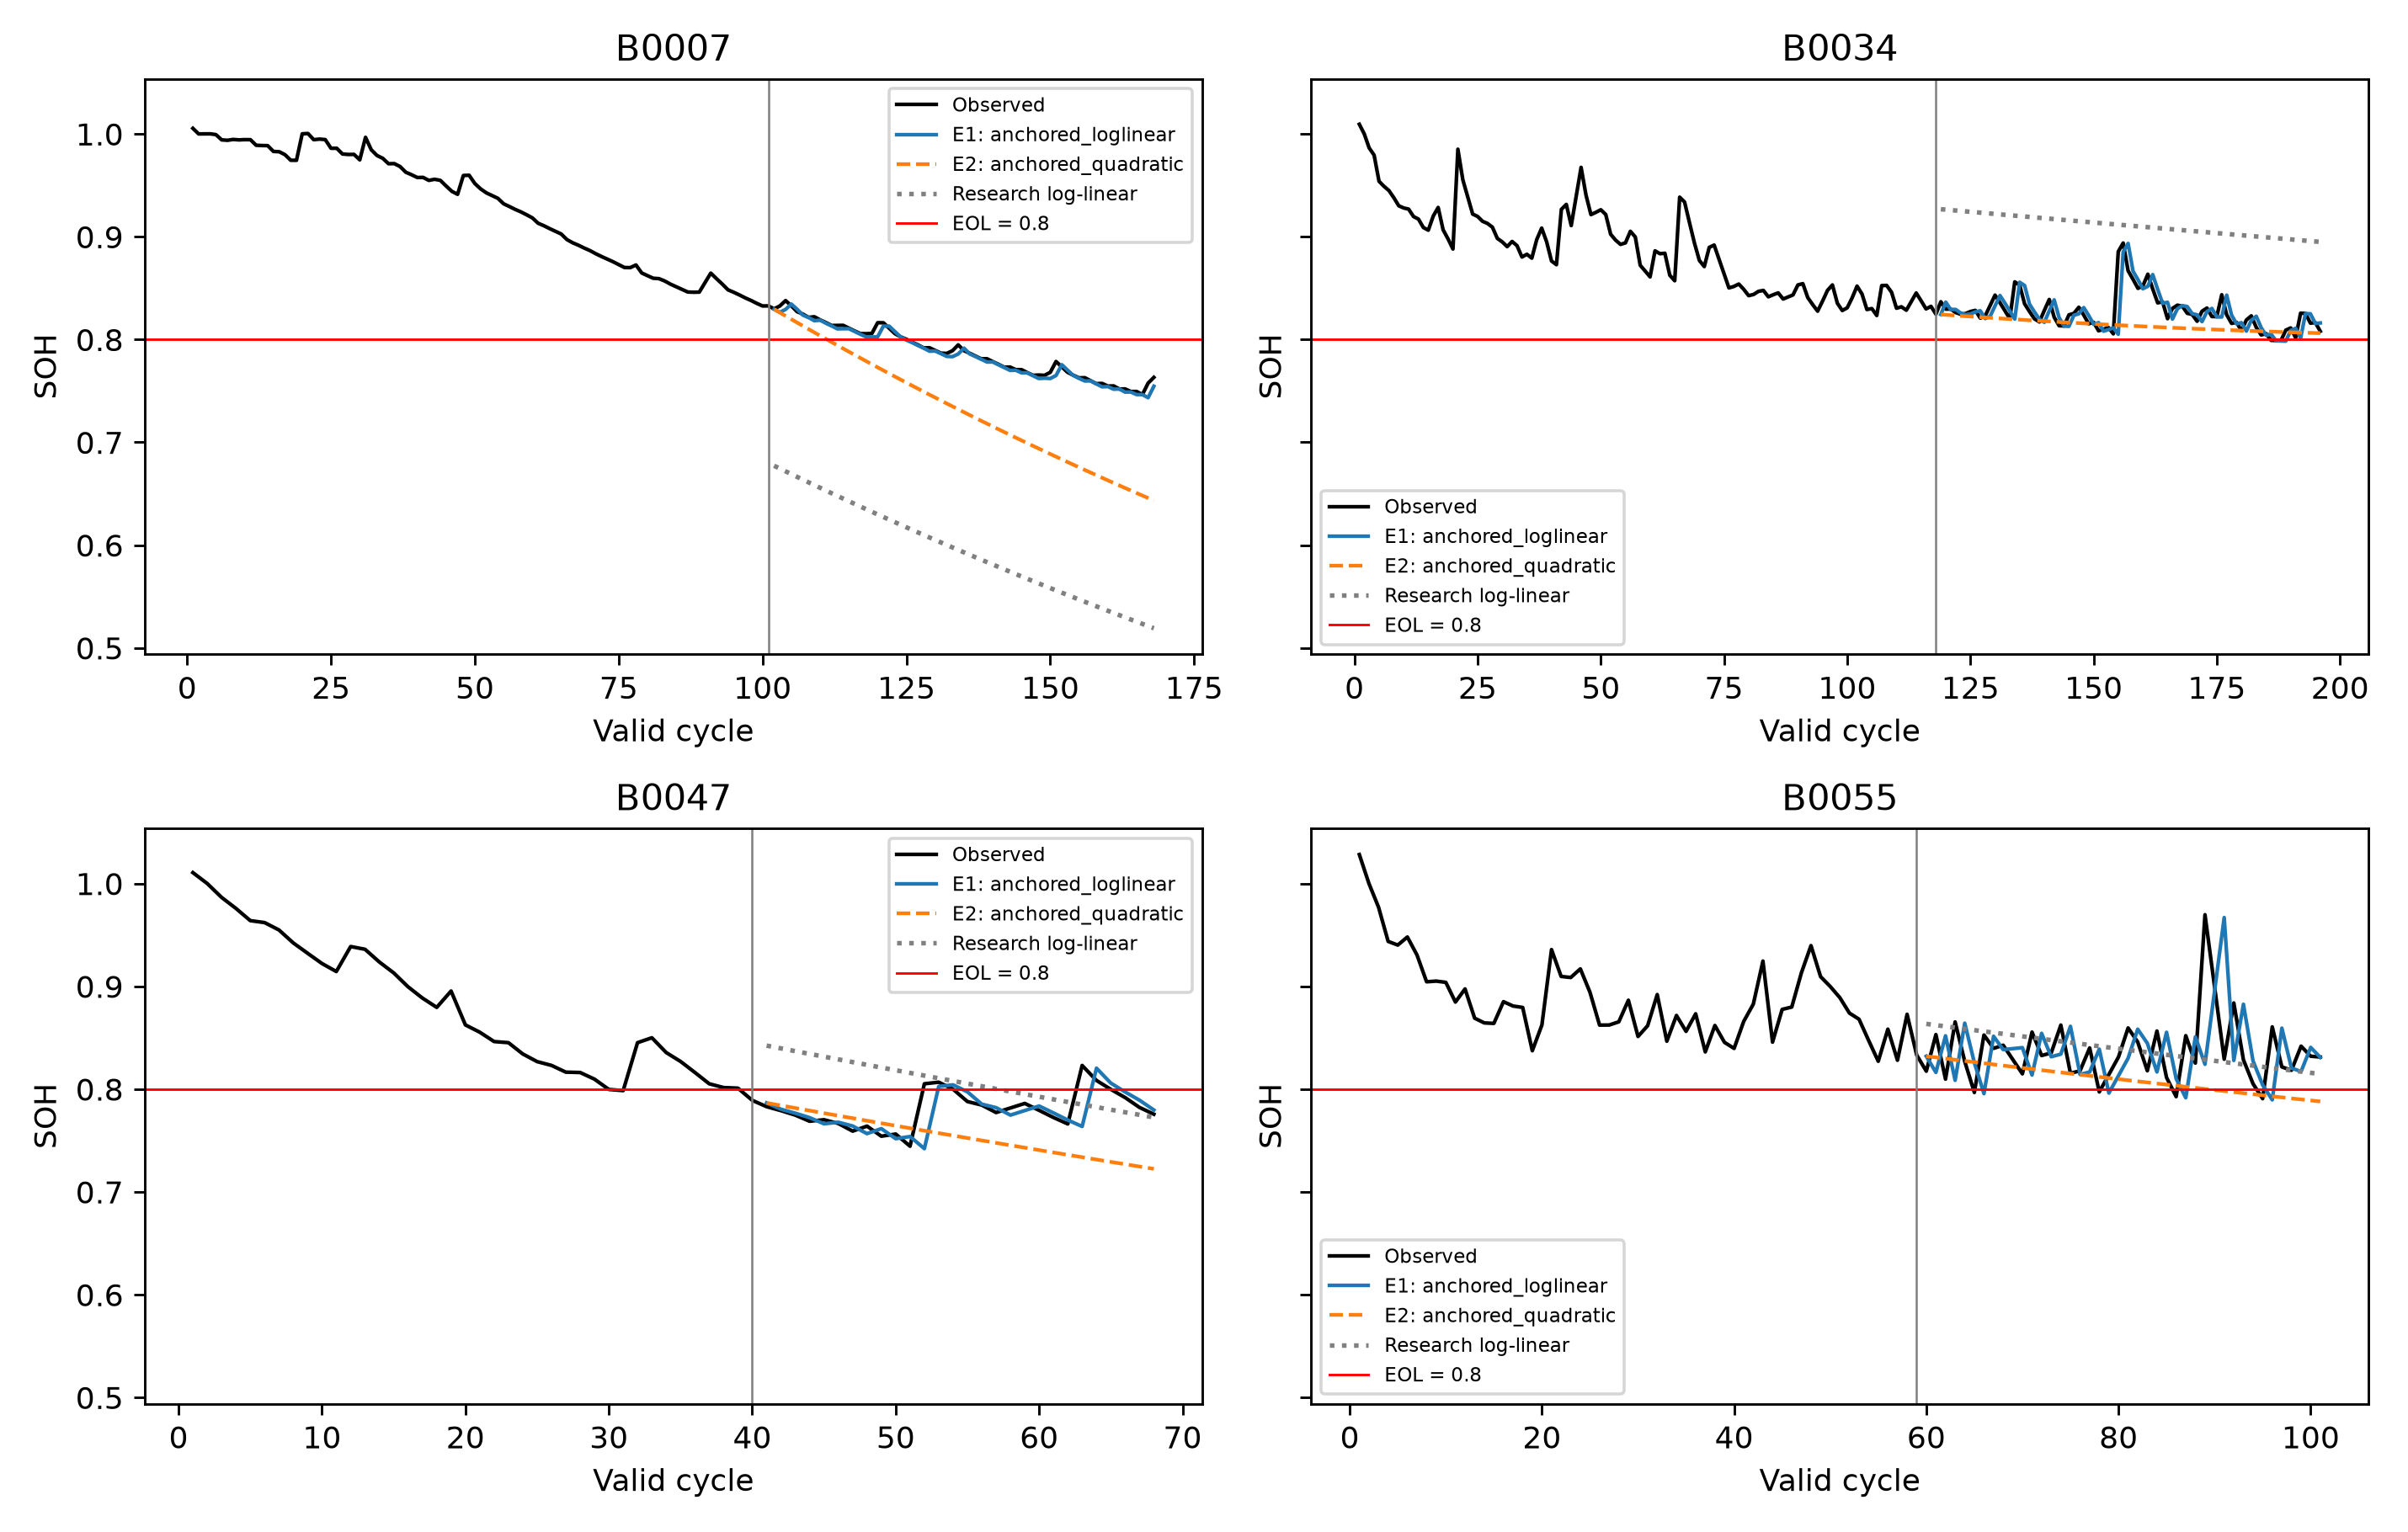 B0007
SOH
1.0
0.9
0.8
0.7
0.6
0.5
Observed
E1: anchored_loglinear
E2: anchored_quadratic
Research log-linear
EOL = 0.8
0 25 50 75 100 125 150 175
Valid cycle
B0034
SOH
Observed
E1: anchored_loglinear
E2: anchored_quadratic
Research log-linear
EOL = 0.8
0 25 50 75 100 125 150 175 200
Valid cycle
B0047
SOH
1.0
0.9
0.8
0.7
0.6
0.5
Observed
E1: anchored_loglinear
E2: anchored_quadratic
Research log-linear
EOL = 0.8
0 10 20 30 40 50 60 70
Valid cycle
B0055
SOH
Observed
E1: anchored_loglinear
E2: anchored_quadratic
Research log-linear
EOL = 0.8
0 20 40 60 80 100
Valid cycle